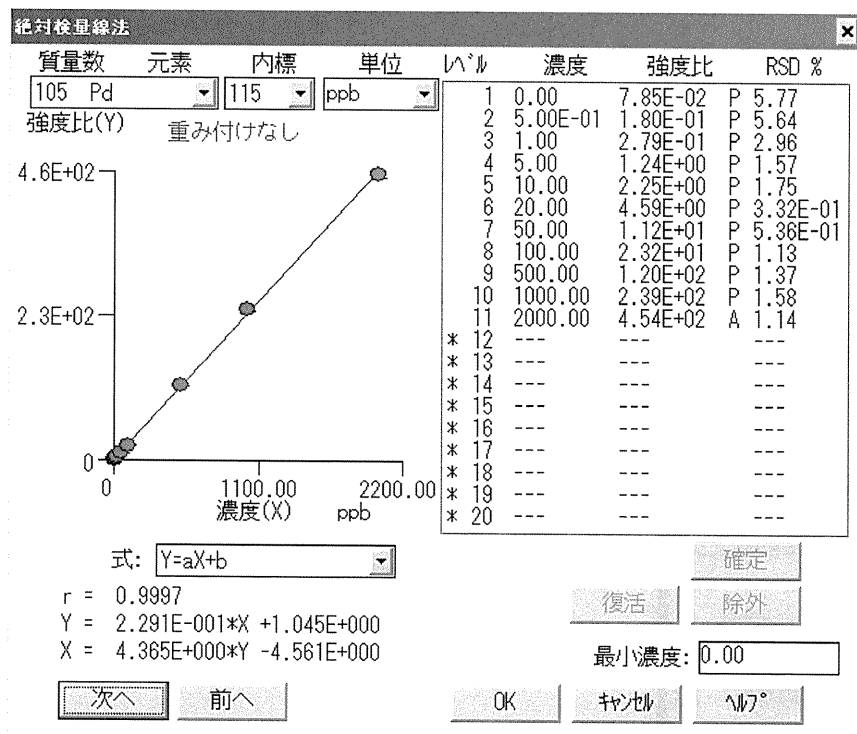 絶対検量線法
質量数 元素 内標 単位
105 Pd 115 ppb
強度比(Y) 重み付けなし
4.6E+02
2.3E+02
0
0 1100.00 2200.00
濃度(X) ppb
ﾚﾍﾞﾙ 濃度 強度比 RSD %
1 0.00 7.85E-02 P 5.77
2 5.00E-01 1.80E-01 P 5.64
3 1.00 2.79E-01 P 2.96
4 5.00 1.24E+00 P 1.57
5 10.00 2.25E+00 P 1.75
6 20.00 4.59E+00 P 3.32E-01
7 50.00 1.12E+01 P 5.36E-01
8 100.00 2.32E+01 P 1.13
9 500.00 1.20E+02 P 1.37
10 1000.00 2.39E+02 P 1.58
11 2000.00 4.54E+02 A 1.14
* 12 --- --- ---
* 13 --- --- ---
* 14 --- --- ---
* 15 --- --- ---
* 16 --- --- ---
* 17 --- --- ---
* 18 --- --- ---
* 19 --- --- ---
* 20 --- --- ---
式: Y=aX+b
r = 0.9997
Y = 2.291E-001*X +1.045E+000
X = 4.365E+000*Y -4.561E+000
確定
復活 除外
最小濃度: 0.00
次へ 前へ OK ｷｬﾝｾﾙ ﾍﾙﾌﾟ